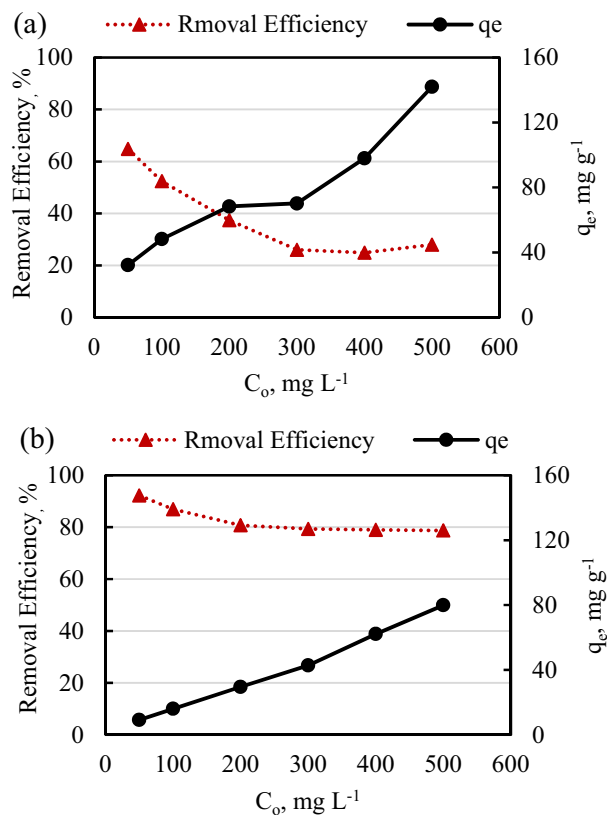 (a)
Rmoval Efficiency qe
100 160
80 120
60 80
40 40
20 0
0
Removal Efficiency, %
qe, mg g-1
0 100 200 300 400 500 600
Co, mg L-1
(b)
Rmoval Efficiency qe
100 160
80 120
60 80
40 40
20 0
0
Removal Efficiency, %
qe, mg g-1
0 100 200 300 400 500 600
Co, mg L-1